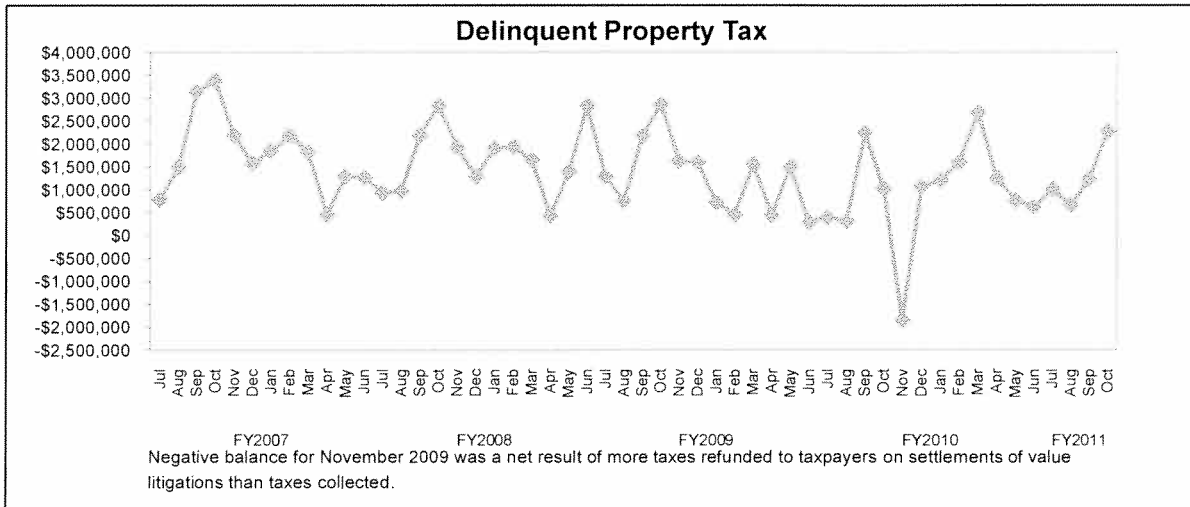 Delinquent Property Tax
$4,000,000
$3,500,000
$3,000,000
$2,500,000
$2,000,000
$1,500,000
$1,000,000
$500,000
$0
-$500,000
-$1,000,000
-$1,500,000
-$2,000,000
-$2,500,000
Jul Aug Sep Oct Nov Dec Jan Feb Mar Apr May Jun Jul Aug Sep Oct Nov Dec Jan Feb Mar Apr May Jun Jul Aug Sep Oct Nov Dec Jan Feb Mar Apr May Jun Jul Aug Sep Oct Nov Dec Jan Feb Mar Apr May Jun Jul Aug Sep Oct
FY2007 FY2008 FY2009 FY2010 FY2011
Negative balance for November 2009 was a net result of more taxes refunded to taxpayers on settlements of value
litigations than taxes collected.